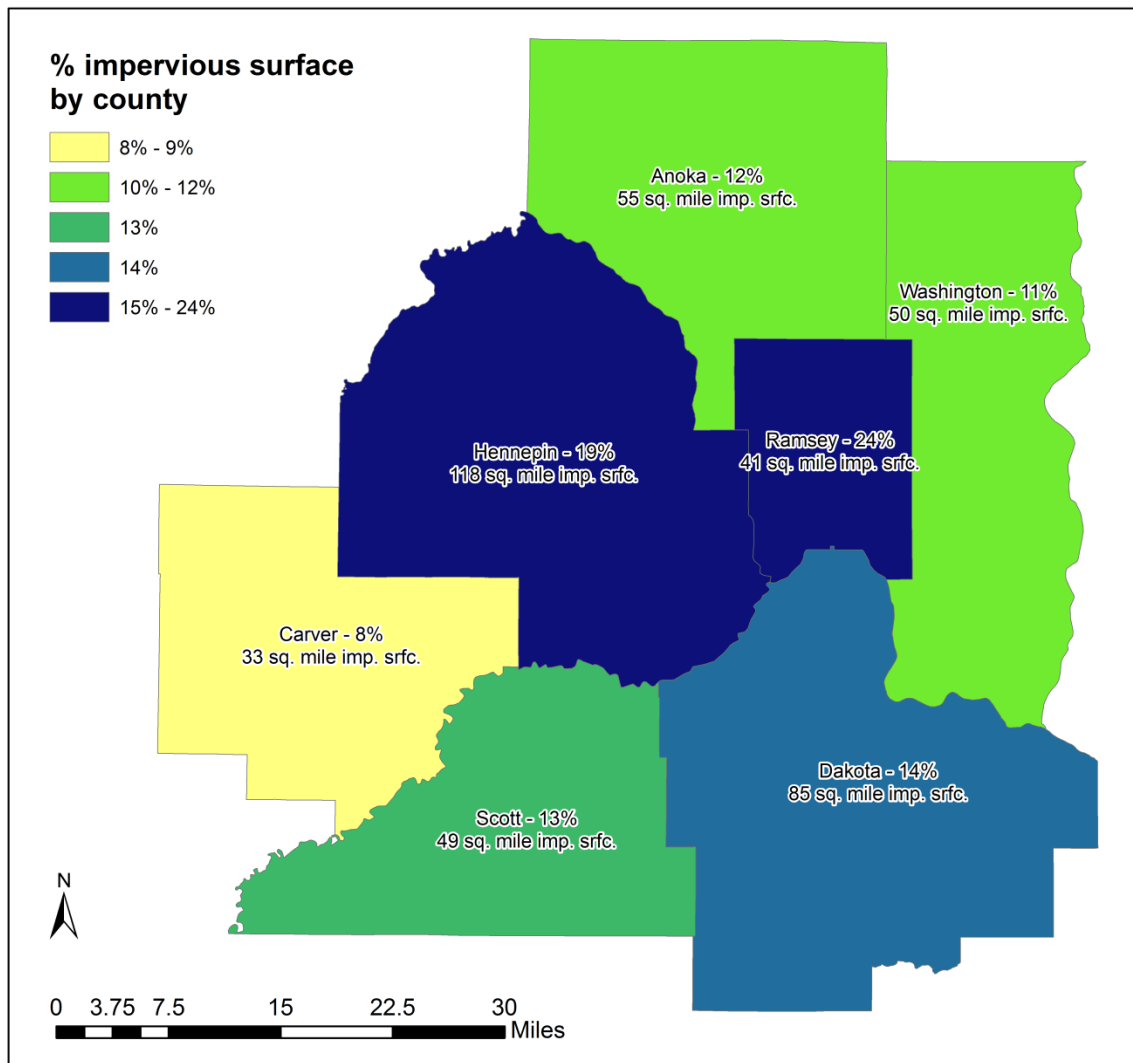 % impervious surface
by county
8% - 9%
10% - 12%
13%
14%
15% - 24%
Anoka - 12%
55 sq. mile imp. srfc.
Washington - 11%
50 sq. mile imp. srfc.
Hennepin - 19%
118 sq. mile imp. srfc.
Ramsey - 24%
41 sq. mile imp. srfc.
Carver - 8%
33 sq. mile imp. srfc.
Dakota - 14%
85 sq. mile imp. srfc.
Scott - 13%
49 sq. mile imp. srfc.
N
0 3.75 7.5 15 22.5 30
Miles